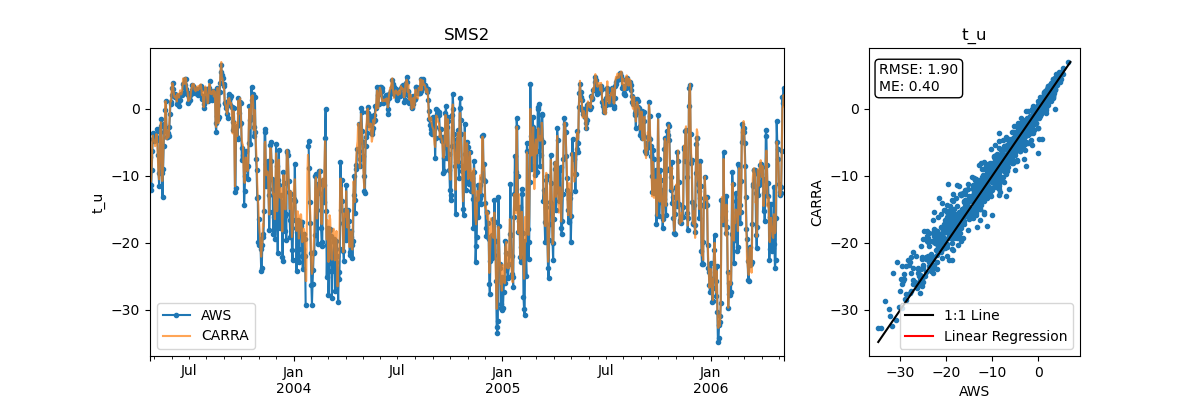 SMS2
t_u
0
−10
−20
−30
AWS
CARRA
Jul
Jan
2004
Jul
Jan
2005
Jul
Jan
2006
t_u
RMSE: 1.90
ME: 0.40
CARRA
0
−10
−20
−30
1:1 Line
Linear Regression
−30
−20
−10
0
AWS